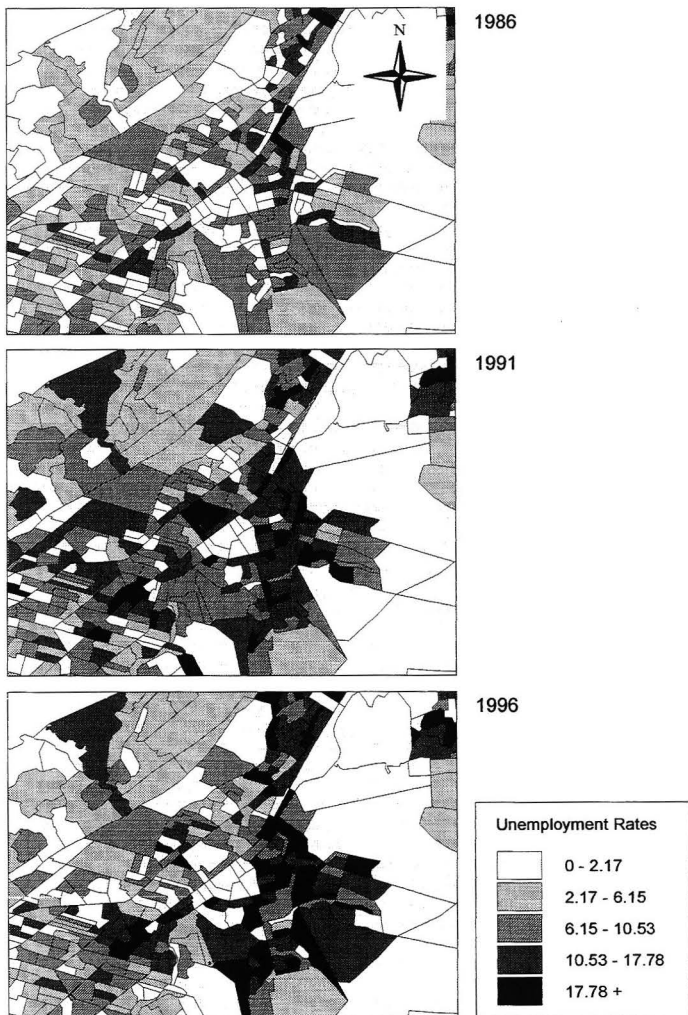 1986
N
1991
1996
Unemployment Rates
0 - 2.17
2.17 - 6.15
6.15 - 10.53
10.53 - 17.78
17.78 +